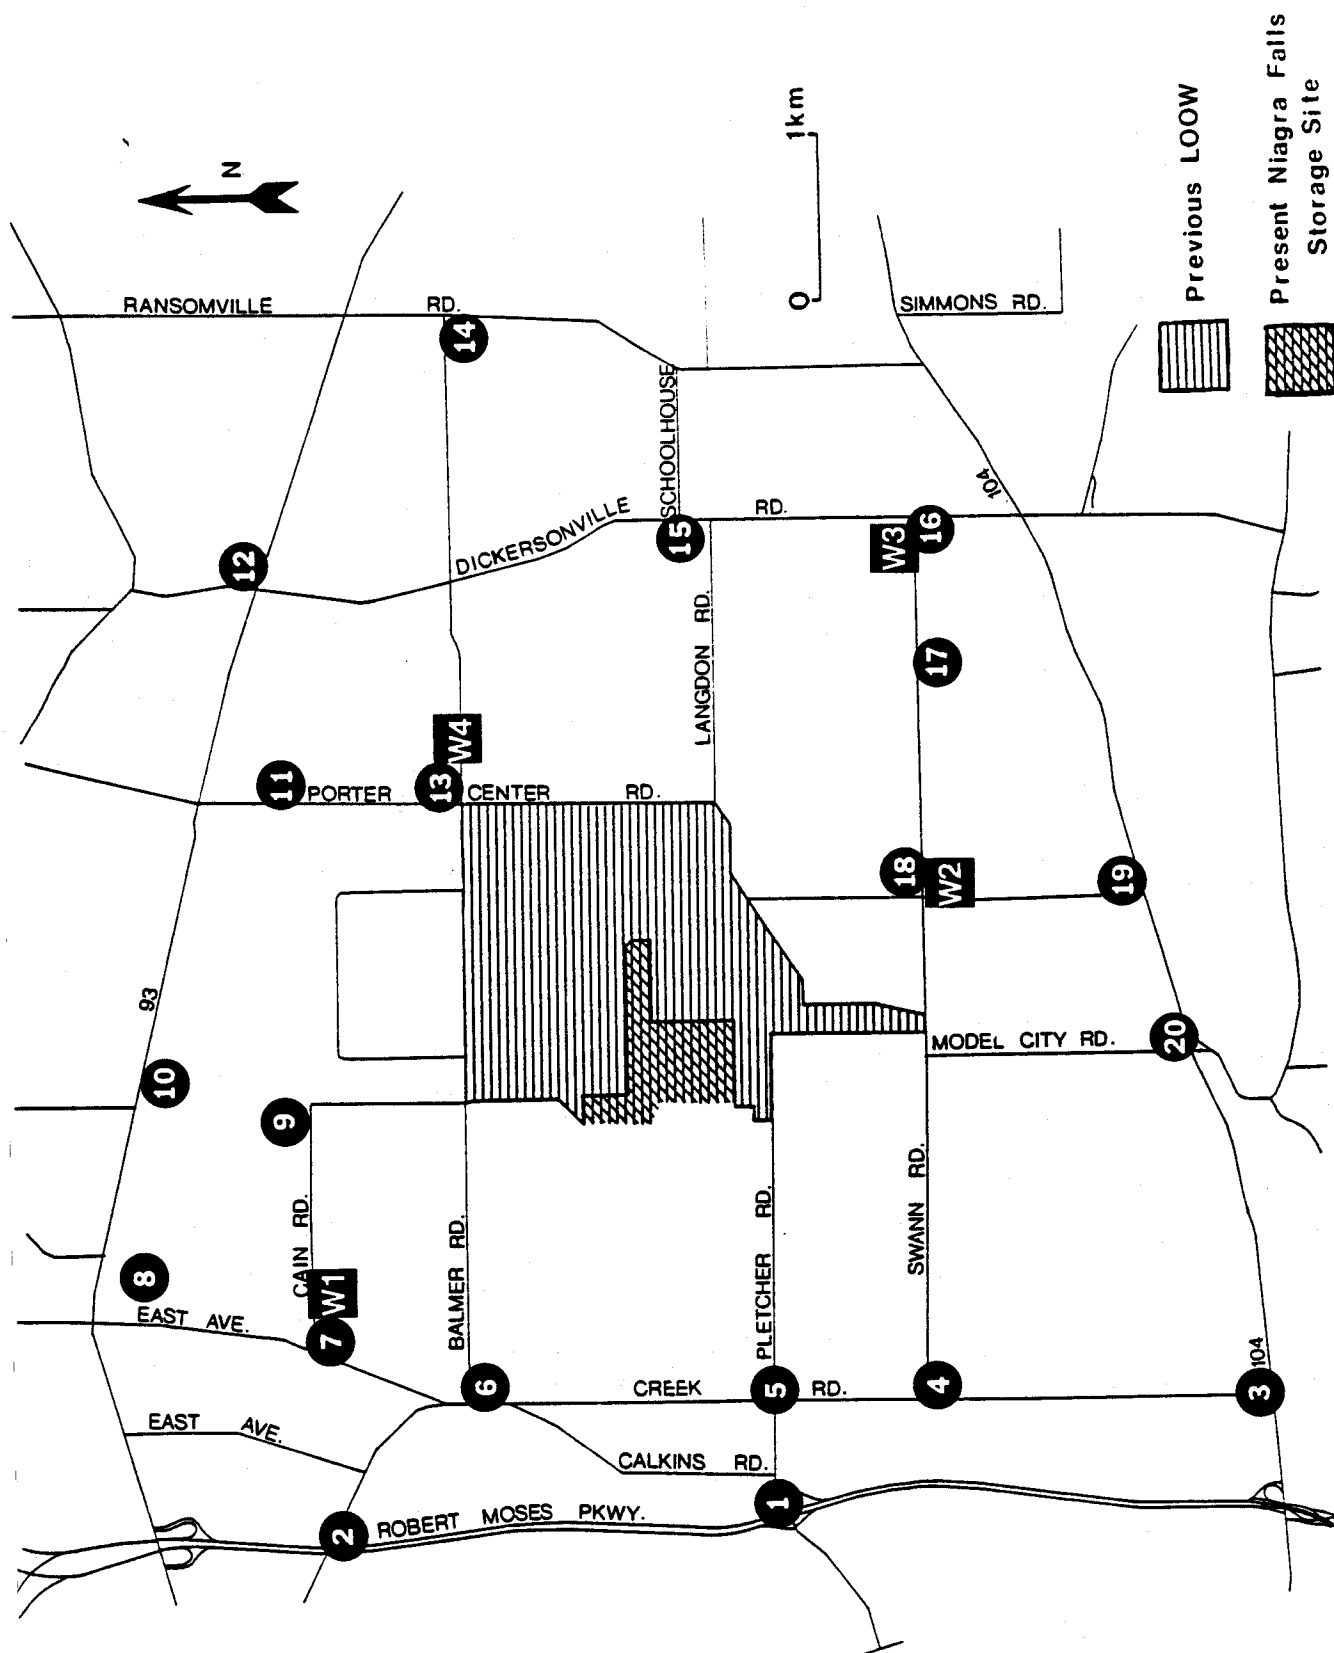 N
RANSOMVILLE RD.
14
12
SCHOOLHOUSE
DICKERSONVILLE RD.
15
0 1km
SIMMONS RD.
104
W3
16
17
LANGDON RD.
W4
11
13
PORTER CENTER RD.
18
W2
19
93
10
9
MODEL CITY RD.
20
8
CAIN RD.
W1
7
EAST AVE.
BALMER RD.
6
PLETCHER RD.
5
SWANN RD.
4
104
3
CREEK RD.
EAST AVE.
CALKINS RD.
1
2
ROBERT MOSES PKWY.
Previous LOOW
Present Niagra Falls
Storage Site